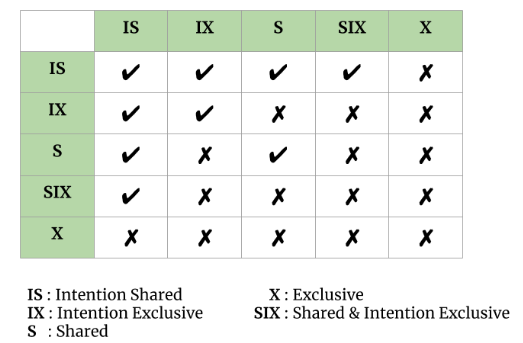 IS IX S SIX X
IS ✔ ✔ ✔ ✔ ✗
IX ✔ ✔ ✗ ✗ ✗
S ✔ ✗ ✔ ✗ ✗
SIX ✔ ✗ ✗ ✗ ✗
X ✗ ✗ ✗ ✗ ✗
IS : Intention Shared X : Exclusive
IX : Intention Exclusive SIX : Shared & Intention Exclusive
S : Shared